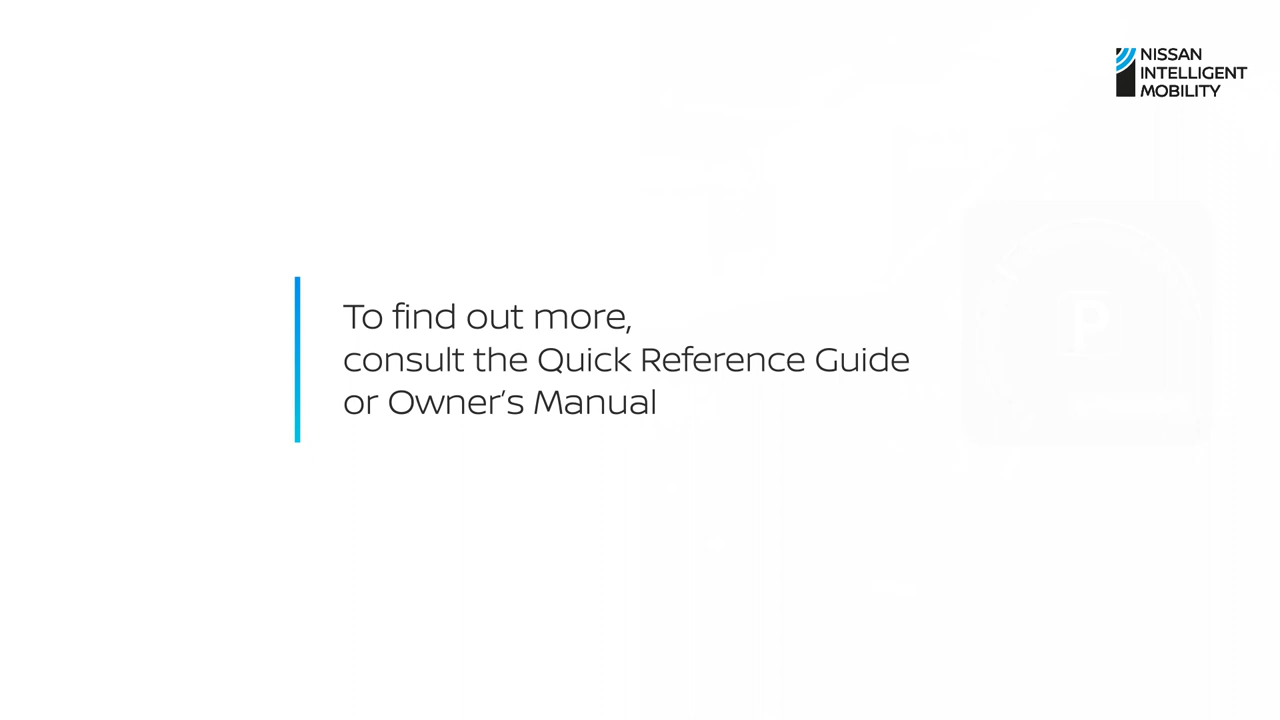 NISSAN
INTELLIGENT
MOBILITY
P
To find out more,
consult the Quick Reference Guide
or Owner's Manual